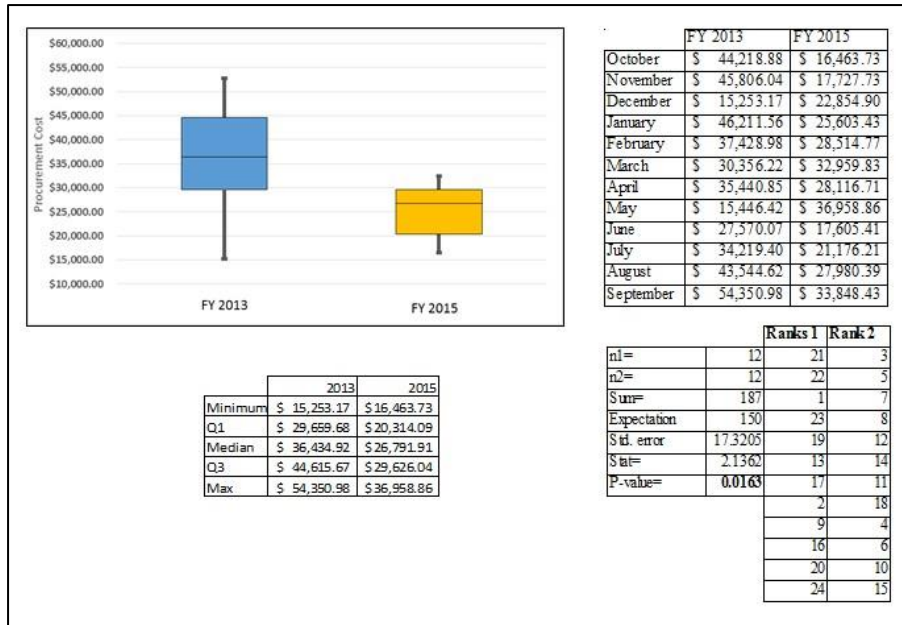 $60,000.00
$55,000.00
$50,000.00
$45,000.00
$40,000.00
$35,000.00
$30,000.00
$25,000.00
$20,000.00
$15,000.00
$10,000.00
Procurement Cost
FY 2013 FY 2015
FY 2013 FY 2015
October $ 44,218.88 $ 16,463.73
November $ 45,806.04 $ 17,727.73
December $ 15,253.17 $ 22,854.90
January $ 46,211.56 $ 25,603.43
February $ 37,428.98 $ 28,514.77
March $ 30,356.22 $ 32,959.83
April $ 35,440.85 $ 28,116.71
May $ 15,446.42 $ 36,958.86
June $ 27,570.07 $ 17,605.41
July $ 34,219.40 $ 21,176.21
August $ 43,544.62 $ 27,980.39
September $ 54,350.98 $ 33,848.43
2013 2015
Minimum $ 15,253.17 $16,463.73
Q1 $ 29,659.68 $20,314.09
Median $ 36,434.92 $26,791.91
Q3 $ 44,615.67 $29,626.04
Max $ 54,350.98 $36,958.86
Ranks 1 Rank 2
n1= 12 21 3
n2= 12 22 5
Sum= 187 1 7
Expectation 150 23 8
Std. error 17.3205 19 12
Stat= 2.1362 13 14
P-value= 0.0163 17 11
2 18
9 4
16 6
20 10
24 15